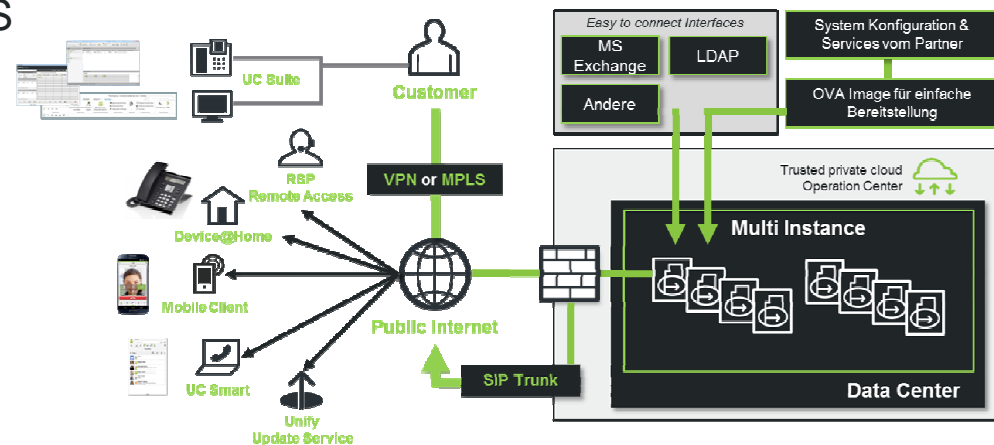 S
UC Suite
Customer
VPN or MPLS
RSP
Remote Access
Device@Home
Mobile Client
UC Smart
Unify
Update Service
Public Internet
SIP Trunk
Easy to connect Interfaces
MS
Exchange
LDAP
Andere
System Konfiguration &
Services vom Partner
OVA Image für einfache
Bereitstellung
Trusted private cloud
Operation Center
Multi Instance
Data Center